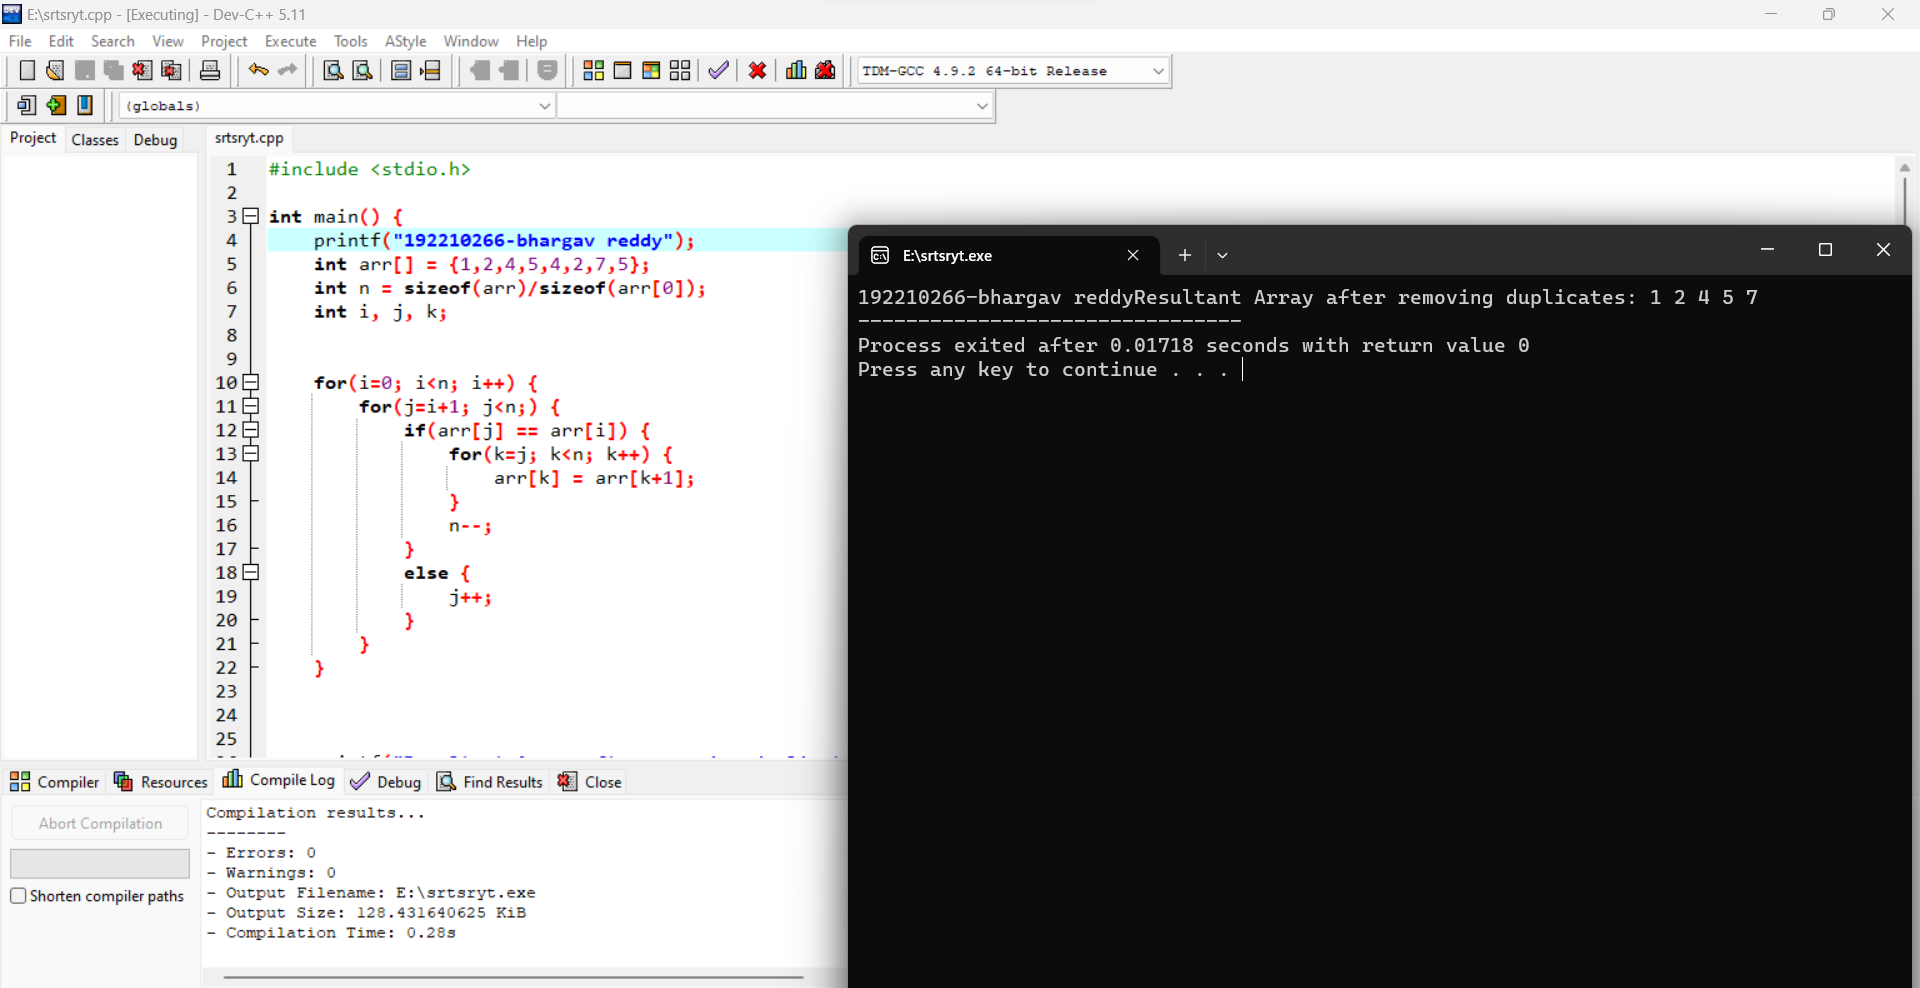 E:\srtsryt.cpp - [Executing] - Dev-C++ 5.11
File Edit Search View Project Execute Tools AStyle Window Help
TDM-GCC 4.9.2 64-bit Release
(globals)
Project Classes Debug
srtsryt.cpp
1 #include <stdio.h>
2
3 int main() {
4 printf("192210266-bhargav reddy");
5 int arr[] = {1,2,4,5,4,2,7,5};
6 int n = sizeof(arr)/sizeof(arr[0]);
7 int i, j, k;
8
9
10 for(i=0; i<n; i++) {
11 for(j=i+1; j<n;) {
12 if(arr[j] == arr[i]) {
13 for(k=j; k<n; k++) {
14 arr[k] = arr[k+1];
15 }
16 n--;
17 }
18 else {
19 j++;
20 }
21 }
22 }
23
24
25
E:\srtsryt.exe
192210266-bhargav reddyResultant Array after removing duplicates: 1 2 4 5 7
--------------------------------
Process exited after 0.01718 seconds with return value 0
Press any key to continue . . .
Compiler Resources Compile Log Debug Find Results Close
Abort Compilation
Shorten compiler paths
Compilation results...
--------
- Errors: 0
- Warnings: 0
- Output Filename: E:\srtsryt.exe
- Output Size: 128.431640625 KiB
- Compilation Time: 0.28s